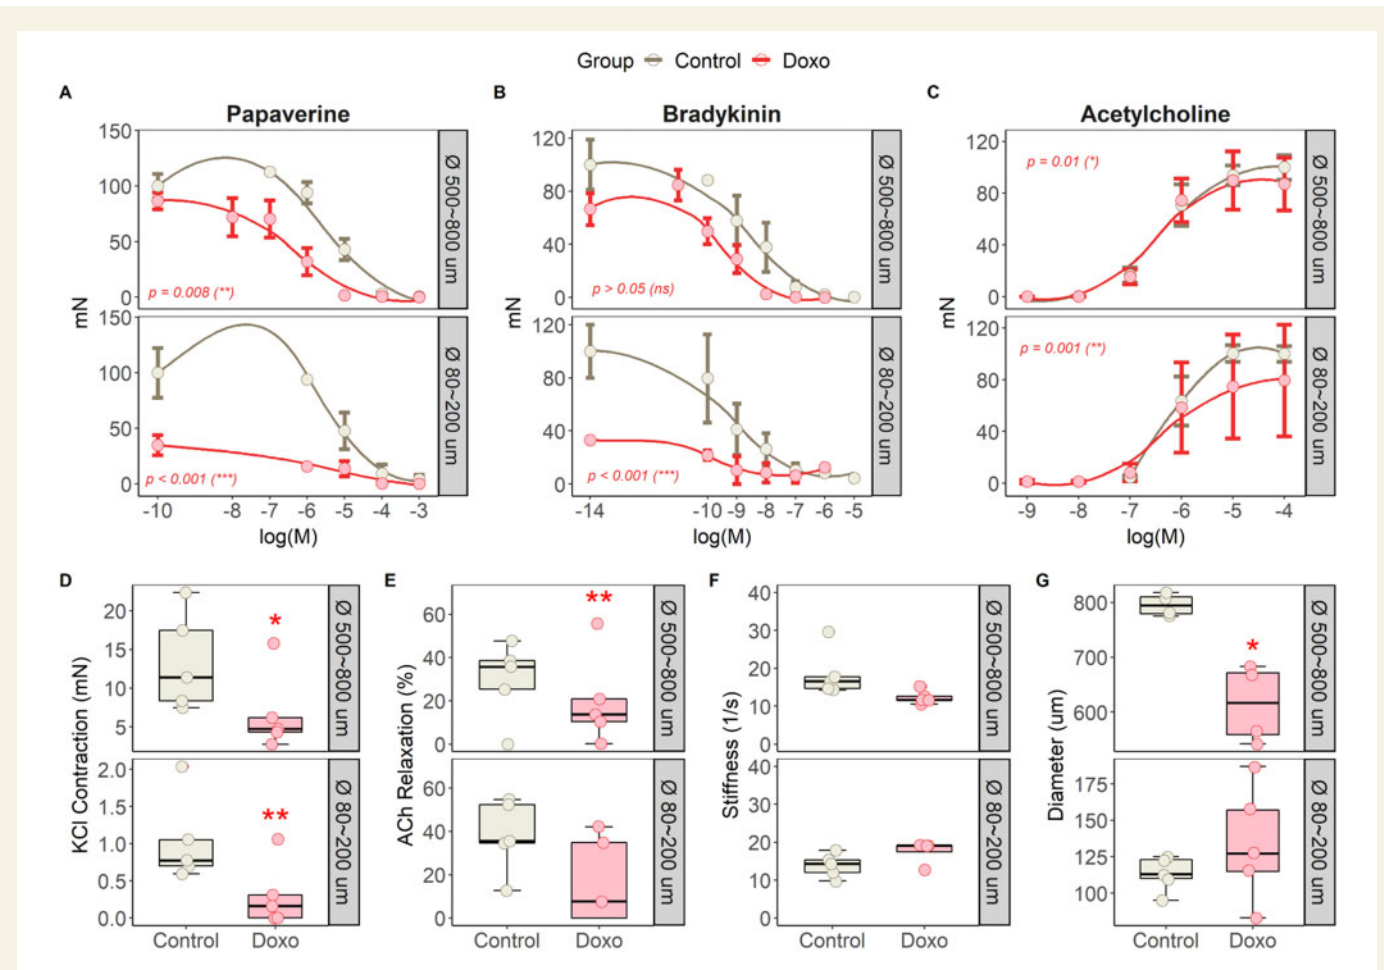 Group Control Doxo
A
Papaverine
150
100
50
0
p = 0.008 (**)
Ø 500~800 um
mN
150
100
50
0
p < 0.001 (***)
Ø 80~200 um
-10 -8 -7 -6 -5 -4 -3
log(M)
B
Bradykinin
120
80
40
0
p > 0.05 (ns)
Ø 500~800 um
mN
120
80
40
0
p < 0.001 (***)
Ø 80~200 um
-14 -10 -9 -8 -7 -6 -5
log(M)
C
Acetylcholine
120
80
40
0
p = 0.01 (*)
Ø 500~800 um
mN
120
80
40
0
p = 0.001 (**)
Ø 80~200 um
-9 -8 -7 -6 -5 -4
log(M)
D
KCl Contraction (mN)
20
15
10
5
*
Ø 500~800 um
2.0
1.5
1.0
0.5
0.0
**
Ø 80~200 um
Control Doxo
E
ACh Relaxation (%)
60
40
20
0
**
Ø 500~800 um
60
40
20
0
Ø 80~200 um
Control Doxo
F
Stiffness (1/s)
40
30
20
10
0
Ø 500~800 um
40
30
20
10
0
Ø 80~200 um
Control Doxo
G
Diameter (um)
800
700
600
*
Ø 500~800 um
175
150
125
100
Ø 80~200 um
Control Doxo